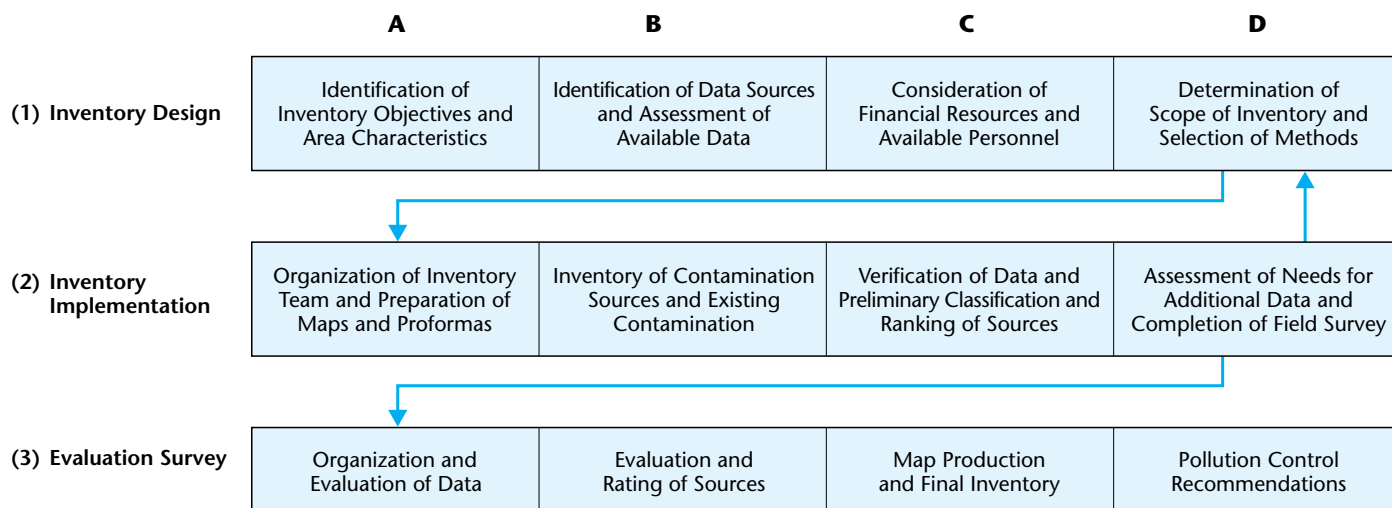 A B C D
(1) Inventory Design
Identification of
Inventory Objectives and
Area Characteristics
Identification of Data Sources
and Assessment of
Available Data
Consideration of
Financial Resources and
Available Personnel
Determination of
Scope of Inventory and
Selection of Methods
(2) Inventory
Implementation
Organization of Inventory
Team and Preparation of
Maps and Proformas
Inventory of Contamination
Sources and Existing
Contamination
Verification of Data and
Preliminary Classification and
Ranking of Sources
Assessment of Needs for
Additional Data and
Completion of Field Survey
(3) Evaluation Survey
Organization and
Evaluation of Data
Evaluation and
Rating of Sources
Map Production
and Final Inventory
Pollution Control
Recommendations